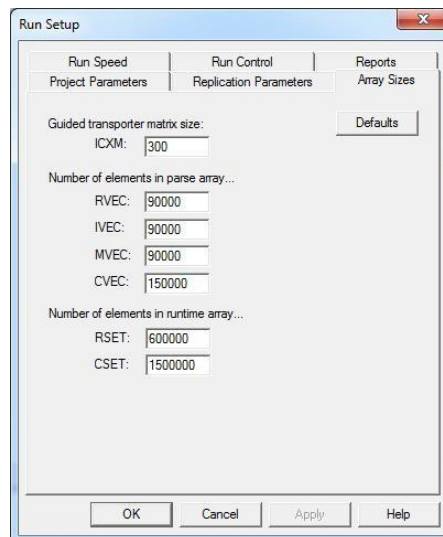 Run Setup
Run Speed Run Control Reports
Project Parameters Replication Parameters Array Sizes
Guided transporter matrix size: Defaults
ICXM: 300
Number of elements in parse array...
RVEC: 90000
IVEC: 90000
MVEC: 90000
CVEC: 150000
Number of elements in runtime array...
RSET: 600000
CSET: 1500000
OK Cancel Apply Help